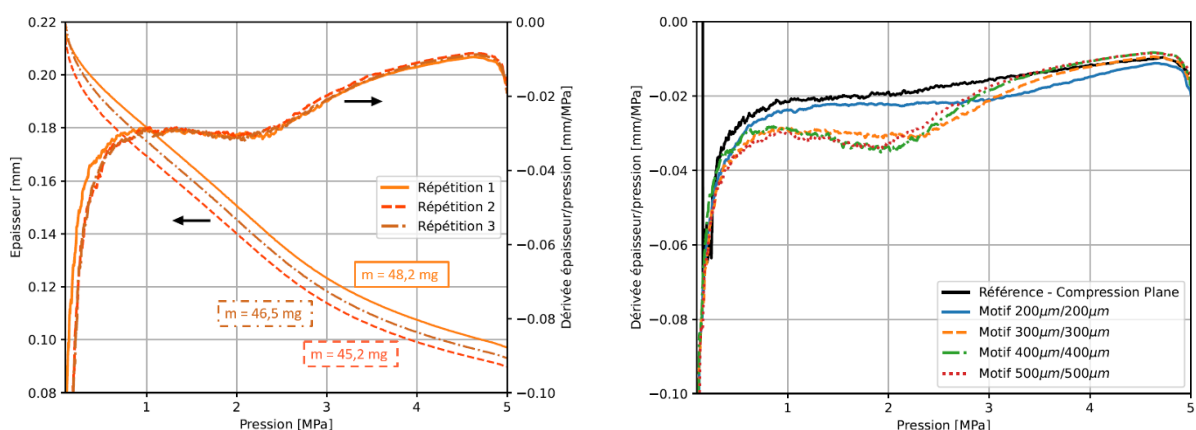 0.22
0.20
0.18
0.16
0.14
0.12
0.10
0.08
Epaisseur [mm]
1
2
3
4
5
Pression [MPa]
0.00
−0.02
−0.04
−0.06
−0.08
−0.10
Dérivée épaisseur/pression [mm/MPa]
Répétition 1
Répétition 2
Répétition 3
m = 48,2 mg
m = 46,5 mg
m = 45,2 mg
0.00
−0.02
−0.04
−0.06
−0.08
−0.10
Dérivée épaisseur/pression [mm/MPa]
1
2
3
4
5
Pression [MPa]
Référence - Compression Plane
Motif 200μm/200μm
Motif 300μm/300μm
Motif 400μm/400μm
Motif 500μm/500μm